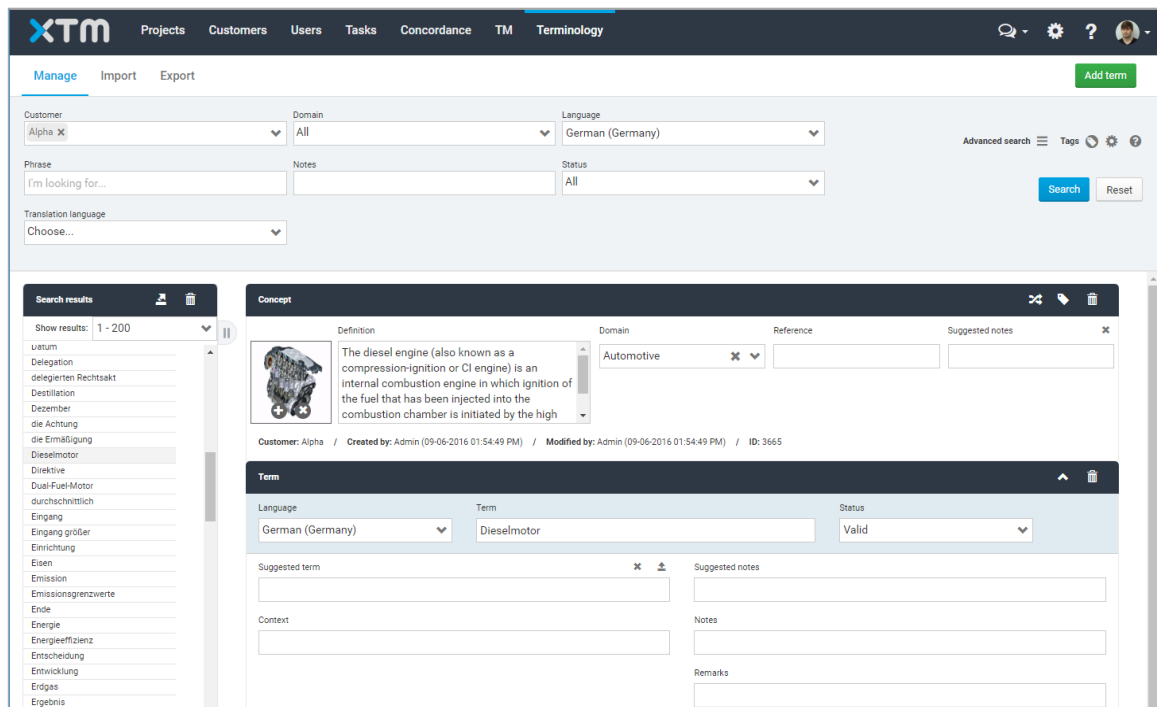 XTM Projects Customers Users Tasks Concordance TM Terminology ?
Manage Import Export Add term
Customer Domain Language
Alpha All German (Germany)
Advanced search Tags
Phrase Notes Status
I'm looking for... All
Search Reset
Translation language
Choose...
Search results
Show results: 1 - 200
Datum
Delegation
delegierten Rechtsakt
Destillation
Dezember
die Achtung
die Ermäßigung
Dieselmotor
Direktive
Dual-Fuel-Motor
durchschnittlich
Eingang
Eingang größer
Einrichtung
Eisen
Emission
Emissionsgrenzwerte
Ende
Energie
Energieeffizienz
Entscheidung
Entwicklung
Erdgas
Ergebnis
Concept
Definition Domain Reference Suggested notes
The diesel engine (also known as a
compression-ignition or CI engine) is an
internal combustion engine in which ignition of
the fuel that has been injected into the
combustion chamber is initiated by the high
Automotive
Customer: Alpha / Created by: Admin (09-06-2016 01:54:49 PM) / Modified by: Admin (09-06-2016 01:54:49 PM) / ID: 3665
Term
Language Term Status
German (Germany) Dieselmotor Valid
Suggested term Suggested notes
Context Notes
Remarks